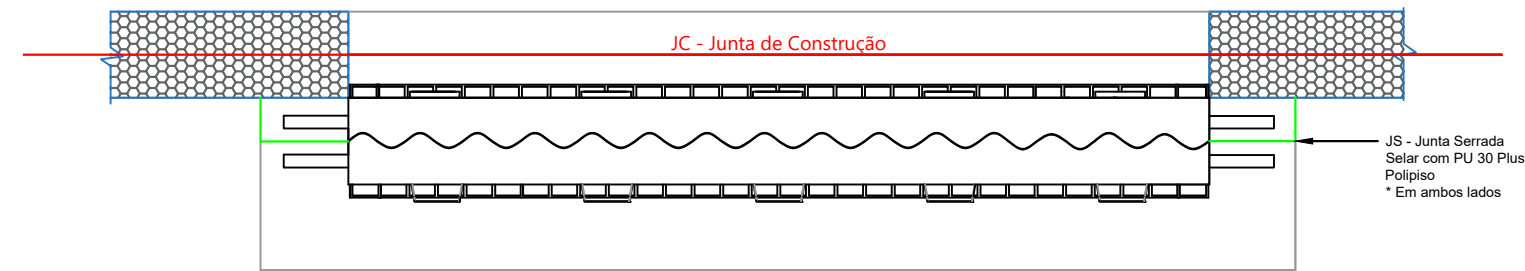 JC - Junta de Construção
JS - Junta Serrada
Selar com PU 30 Plus
Polipiso
* Em ambos lados